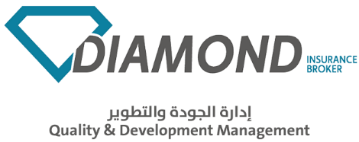 DIAMOND
INSURANCE
BROKER
إدارة الجودة والتطوير
Quality & Development Management